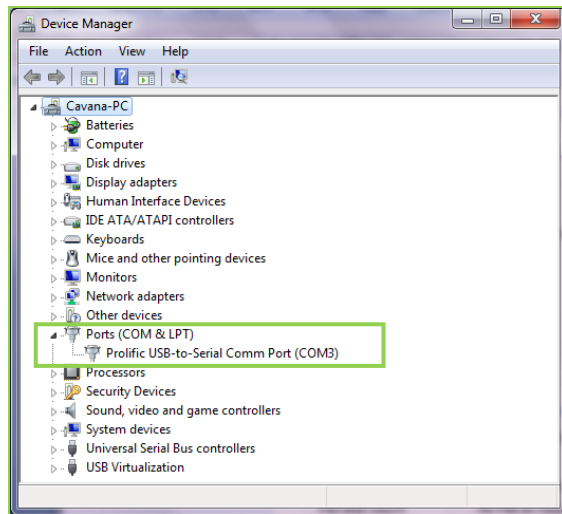 Device Manager
File Action View Help
Cavana-PC
Batteries
Computer
Disk drives
Display adapters
Human Interface Devices
IDE ATA/ATAPI controllers
Keyboards
Mice and other pointing devices
Monitors
Network adapters
Other devices
Ports (COM & LPT)
Prolific USB-to-Serial Comm Port (COM3)
Processors
Security Devices
Sound, video and game controllers
System devices
Universal Serial Bus controllers
USB Virtualization